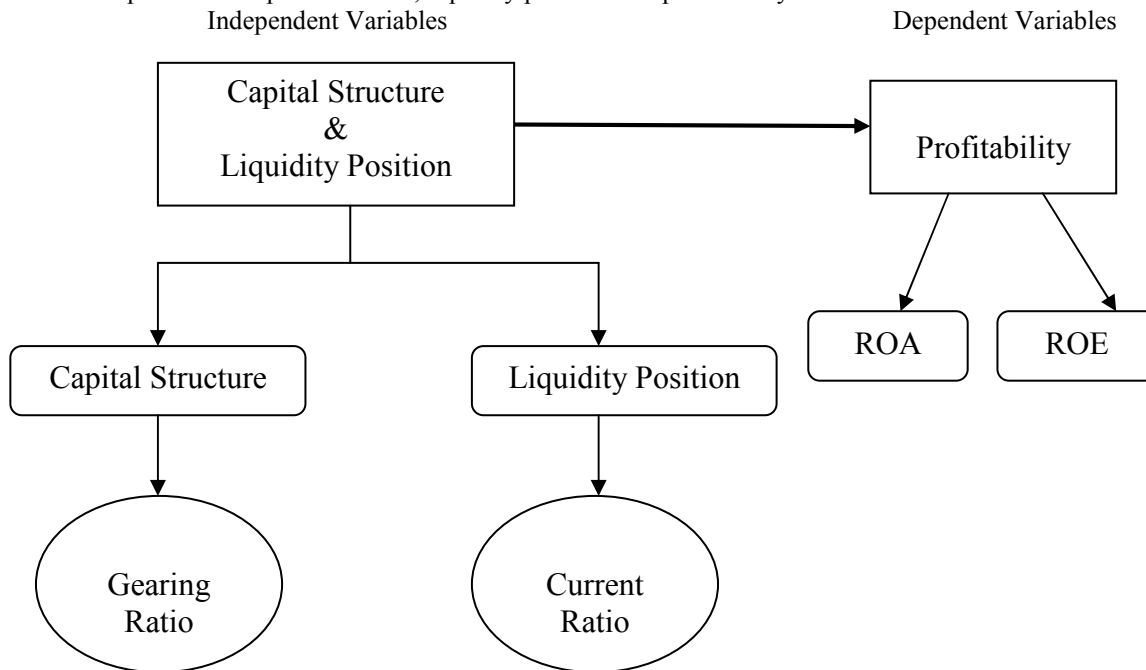 Independent Variables
Dependent Variables
Capital Structure
&
Liquidity Position
Profitability
ROA
ROE
Capital Structure
Liquidity Position
Gearing
Ratio
Current
Ratio